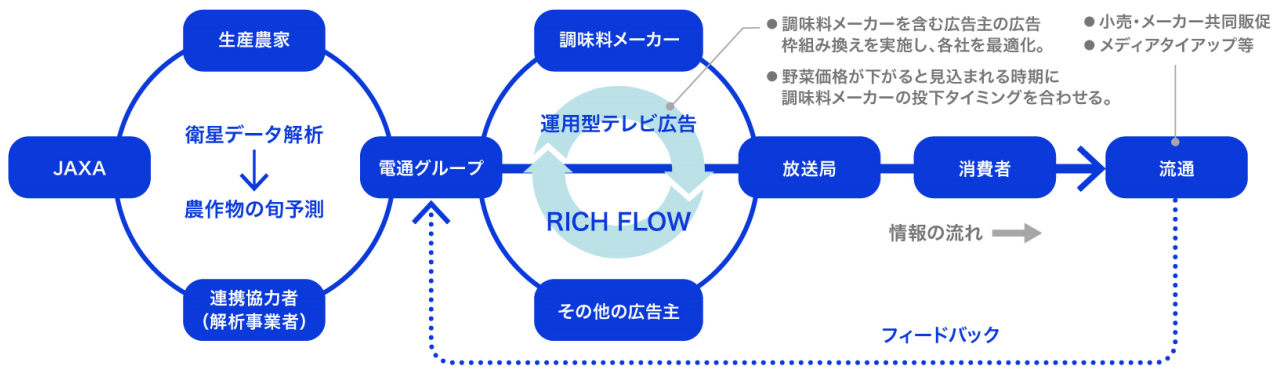 生産農家
調味料メーカー
● 調味料メーカーを含む広告主の広告
枠組み換えを実施し、各社を最適化。
● 野菜価格が下がると見込まれる時期に
調味料メーカーの投下タイミングを合わせる。
● 小売・メーカー共同販促
● メディアタイアップ等
衛星データ解析
農作物の旬予測
運用型テレビ広告
RICH FLOW
JAXA
電通グループ
放送局
消費者
流通
情報の流れ
連携協力者
（解析事業者）
その他の広告主
フィードバック